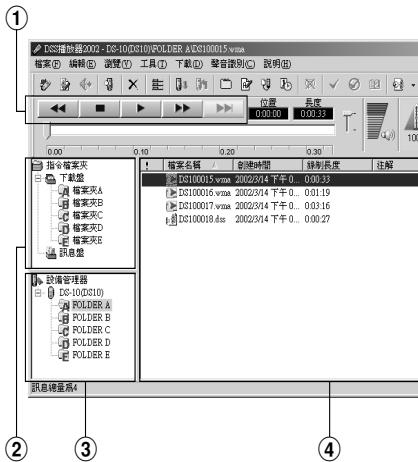 ①
DSS播放器2002 - DS-10(DS10)\FOLDER A\DS100015.wma
檔案(F) 編輯(E) 瀏覽(V) 工具(T) 下載(D) 聲音識別(C) 說明(H)
位置 長度
0:00:00 0:00:33
100
0.00 0.10 0.20 0.30
指令檔案夾
下載盤
檔案夾A
檔案夾B
檔案夾C
檔案夾D
檔案夾E
訊息盤
! 檔案名稱 創建時間 錄制長度 注解
DS100015.wma 2002/3/14 下午 0... 0:00:33
DS100016.wma 2002/3/14 下午 0... 0:01:19
DS100017.wma 2002/3/14 下午 0... 0:03:16
DS100018.dss 2002/3/14 下午 0... 0:00:27
設備管理器
DS-10(DS10)
FOLDER A
FOLDER B
FOLDER C
FOLDER D
FOLDER E
訊息總量爲4
② ③ ④